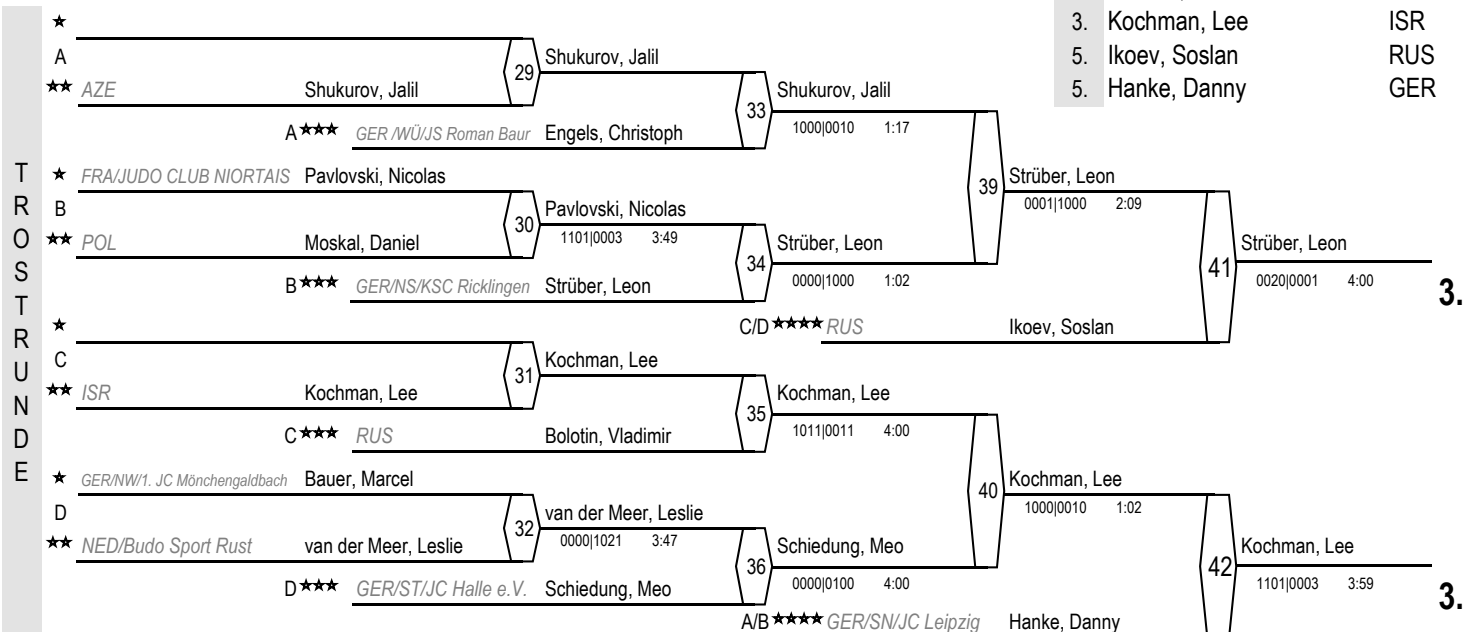 3. Kochman, Lee ISR
5. Ikoev, Soslan RUS
5. Hanke, Danny GER
TROSTRUNDE
★
A
29
Shukurov, Jalil
★★ AZE Shukurov, Jalil
33
Shukurov, Jalil
1000|0010 1:17
A★★★ GER /WÜ/JS Roman Baur Engels, Christoph
39
Strüber, Leon
0001|1000 2:09
★ FRA/JUDO CLUB NIORTAIS Pavlovski, Nicolas
B
30
Pavlovski, Nicolas
1101|0003 3:49
★★ POL Moskal, Daniel
34
Strüber, Leon
0000|1000 1:02
B★★★ GER/NS/KSC Ricklingen Strüber, Leon
41
Strüber, Leon
0020|0001 4:00
3.
C/D★★★★ RUS Ikoev, Soslan
★
C
31
Kochman, Lee
★★ ISR Kochman, Lee
35
Kochman, Lee
1011|0011 4:00
C★★★ RUS Bolotin, Vladimir
40
Kochman, Lee
1000|0010 1:02
★ GER/NW/1. JC Mönchengaldbach Bauer, Marcel
D
32
van der Meer, Leslie
0000|1021 3:47
★★ NED/Budo Sport Rust van der Meer, Leslie
36
Schiedung, Meo
0000|0100 4:00
D★★★ GER/ST/JC Halle e.V. Schiedung, Meo
42
Kochman, Lee
1101|0003 3:59
3.
A/B★★★★ GER/SN/JC Leipzig Hanke, Danny